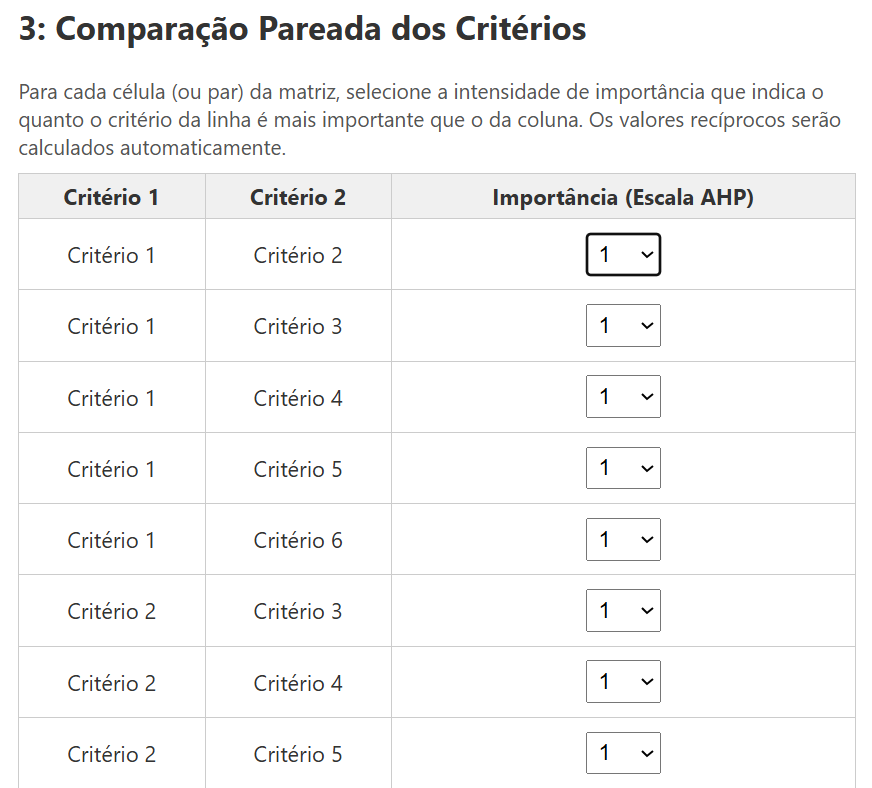 3: Comparação Pareada dos Critérios
Para cada célula (ou par) da matriz, selecione a intensidade de importância que indica o
quanto o critério da linha é mais importante que o da coluna. Os valores recíprocos serão
calculados automaticamente.
Critério 1 Critério 2 Importância (Escala AHP)
Critério 1 Critério 2 1
Critério 1 Critério 3 1
Critério 1 Critério 4 1
Critério 1 Critério 5 1
Critério 1 Critério 6 1
Critério 2 Critério 3 1
Critério 2 Critério 4 1
Critério 2 Critério 5 1